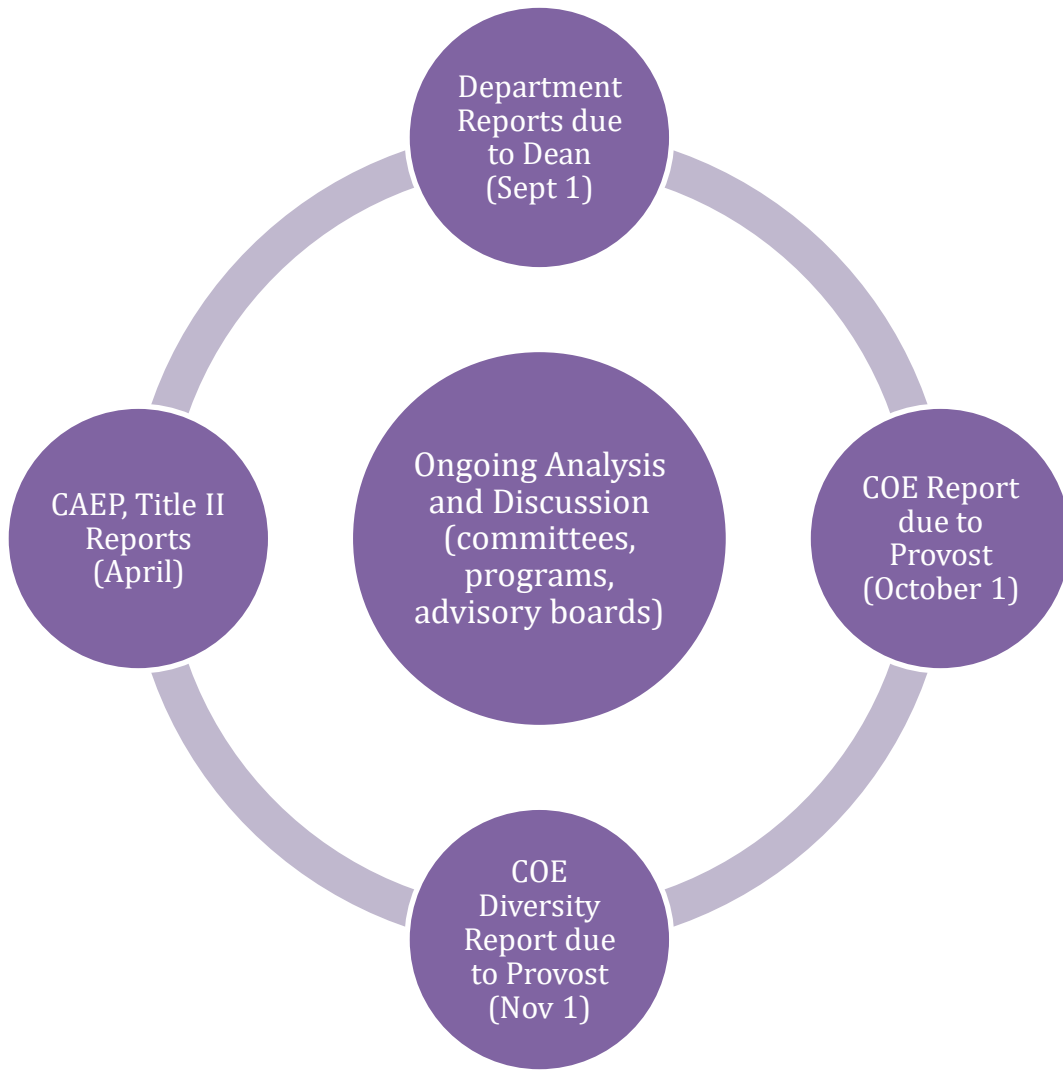 Department
Reports due
to Dean
(Sept 1)
CAEP, Title II
Reports
(April)
Ongoing Analysis
and Discussion
(committees,
programs,
advisory boards)
COE Report
due to
Provost
(October 1)
COE
Diversity
Report due
to Provost
(Nov 1)